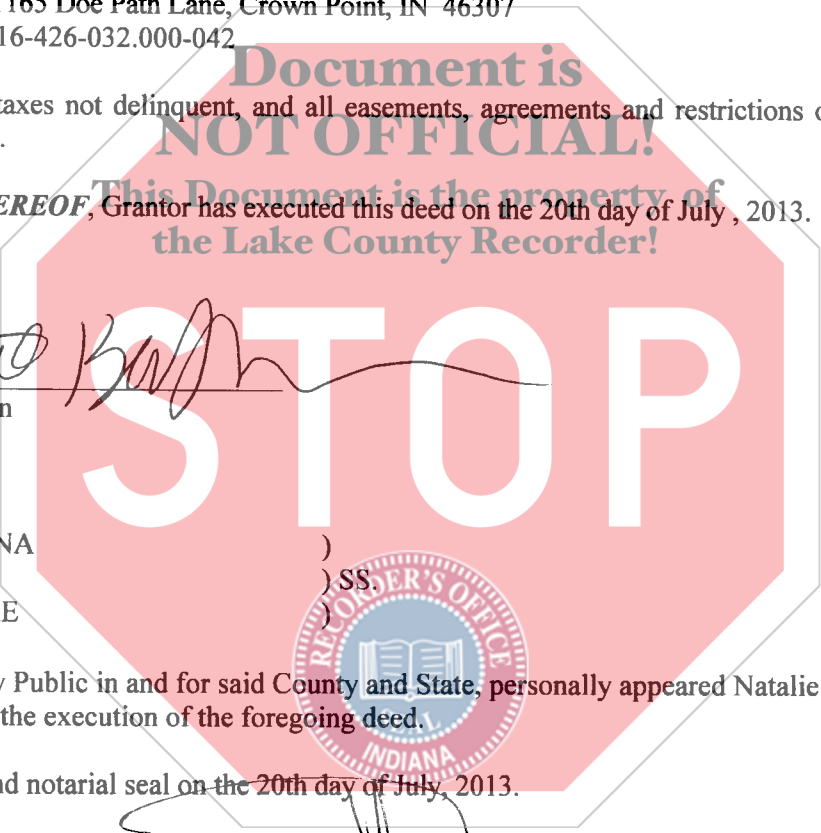 165 Doe Path Lane, Crown Point, IN 46307
16-426-032.000-042
Document is
taxes not delinquent, and all easements, agreements and restrictions
NOT OFFICIAL!
This Document is the property of
EREOF, Grantor has executed this deed on the 20th day of July , 2013.
the Lake County Recorder!
STOP
n
NA )
) SS.
E )
RECORDER'S OFFICE
SEAL
INDIANA
Public in and for said County and State, personally appeared Natalie
the execution of the foregoing deed.
nd notarial seal on the 20th day of July, 2013.